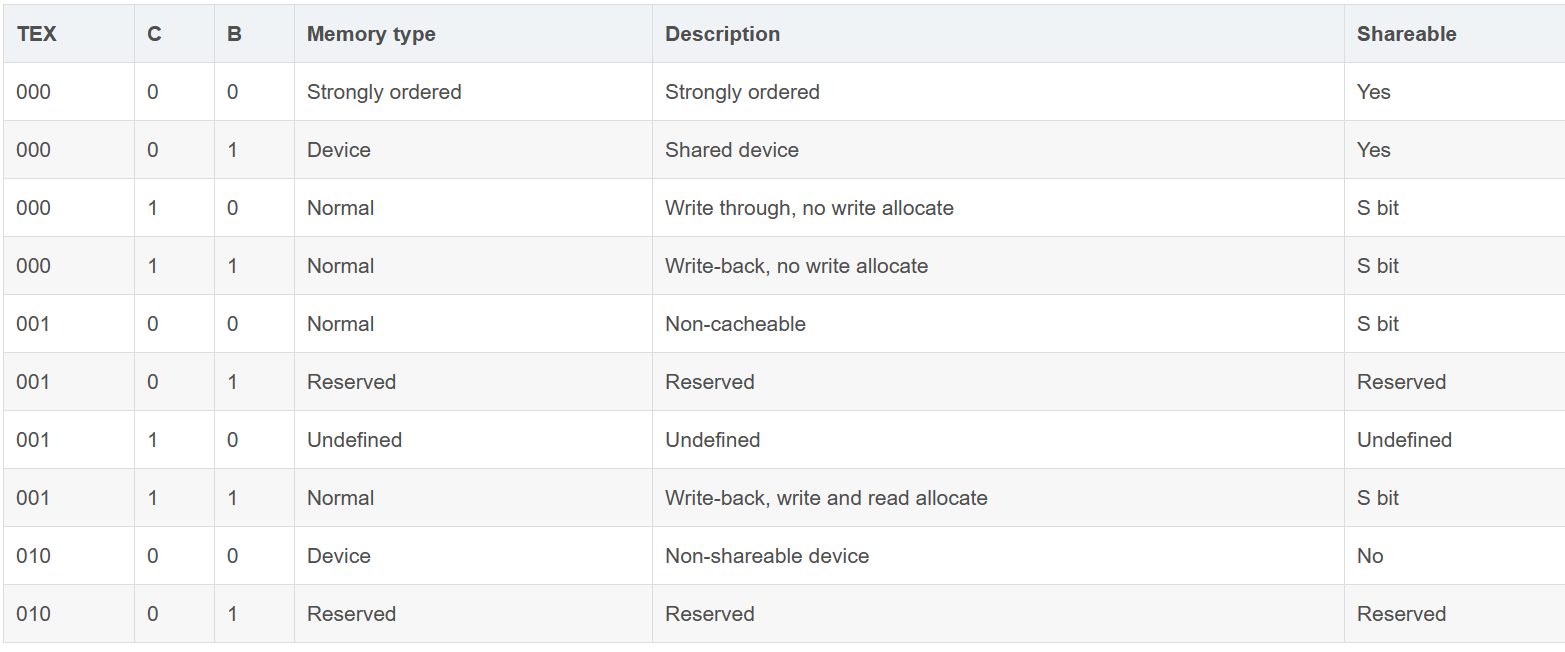 TEX C B Memory type Description Shareable
000 0 0 Strongly ordered Strongly ordered Yes
000 0 1 Device Shared device Yes
000 1 0 Normal Write through, no write allocate S bit
000 1 1 Normal Write-back, no write allocate S bit
001 0 0 Normal Non-cacheable S bit
001 0 1 Reserved Reserved Reserved
001 1 0 Undefined Undefined Undefined
001 1 1 Normal Write-back, write and read allocate S bit
010 0 0 Device Non-shareable device No
010 0 1 Reserved Reserved Reserved